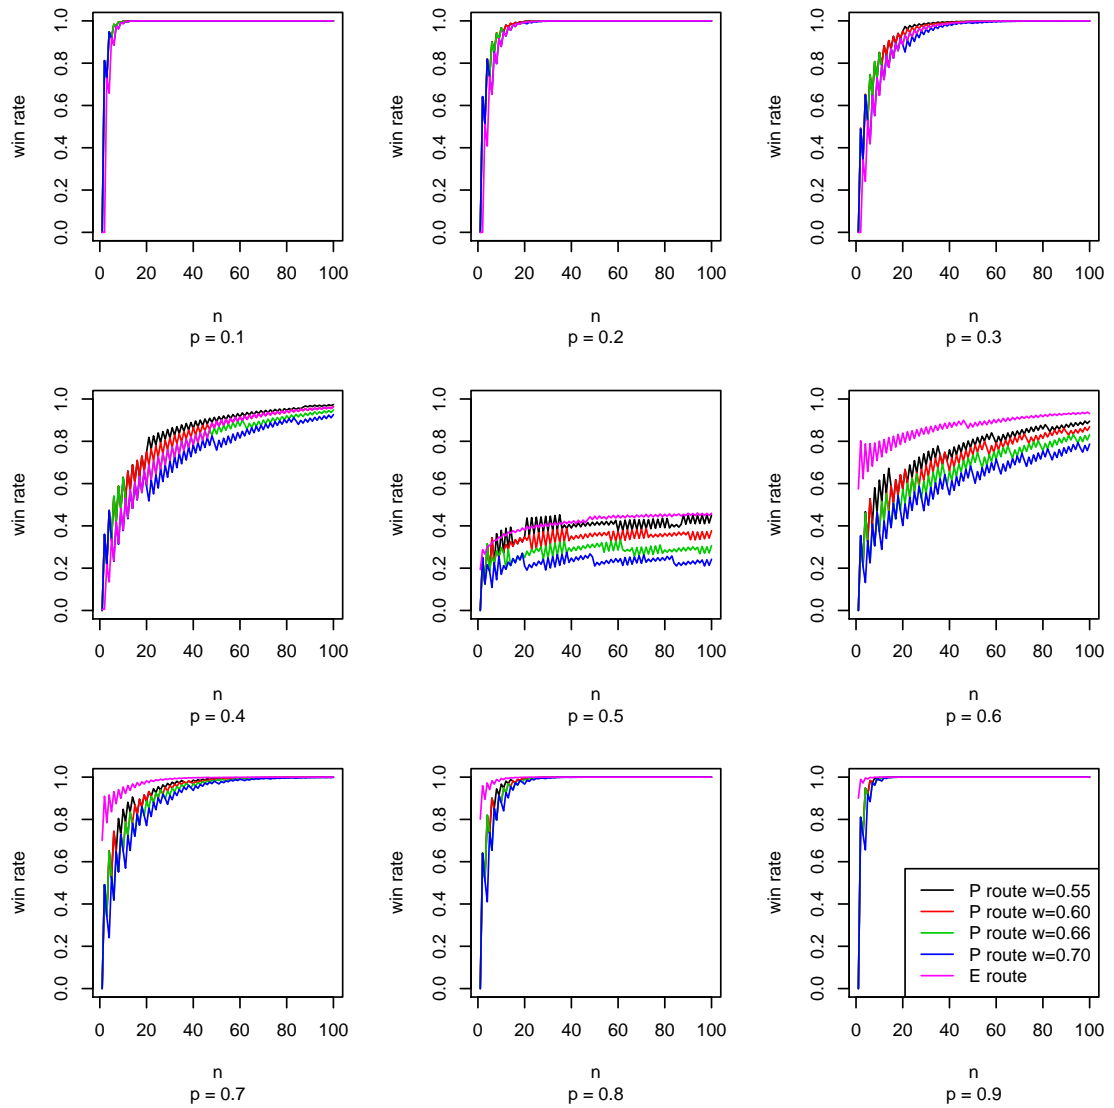 win rate
0.0 0.2 0.4 0.6 0.8 1.0
0 20 40 60 80 100
n
p = 0.1
win rate
0.0 0.2 0.4 0.6 0.8 1.0
0 20 40 60 80 100
n
p = 0.2
win rate
0.0 0.2 0.4 0.6 0.8 1.0
0 20 40 60 80 100
n
p = 0.3
win rate
0.0 0.2 0.4 0.6 0.8 1.0
0 20 40 60 80 100
n
p = 0.4
win rate
0.0 0.2 0.4 0.6 0.8 1.0
0 20 40 60 80 100
n
p = 0.5
win rate
0.0 0.2 0.4 0.6 0.8 1.0
0 20 40 60 80 100
n
p = 0.6
win rate
0.0 0.2 0.4 0.6 0.8 1.0
0 20 40 60 80 100
n
p = 0.7
win rate
0.0 0.2 0.4 0.6 0.8 1.0
0 20 40 60 80 100
n
p = 0.8
win rate
0.0 0.2 0.4 0.6 0.8 1.0
P route w=0.55
P route w=0.60
P route w=0.66
P route w=0.70
E route
0 20 40 60 80 100
n
p = 0.9